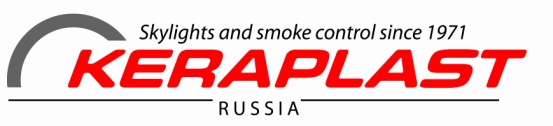 Skylights and smoke control since 1971
KERAPLAST
RUSSIA